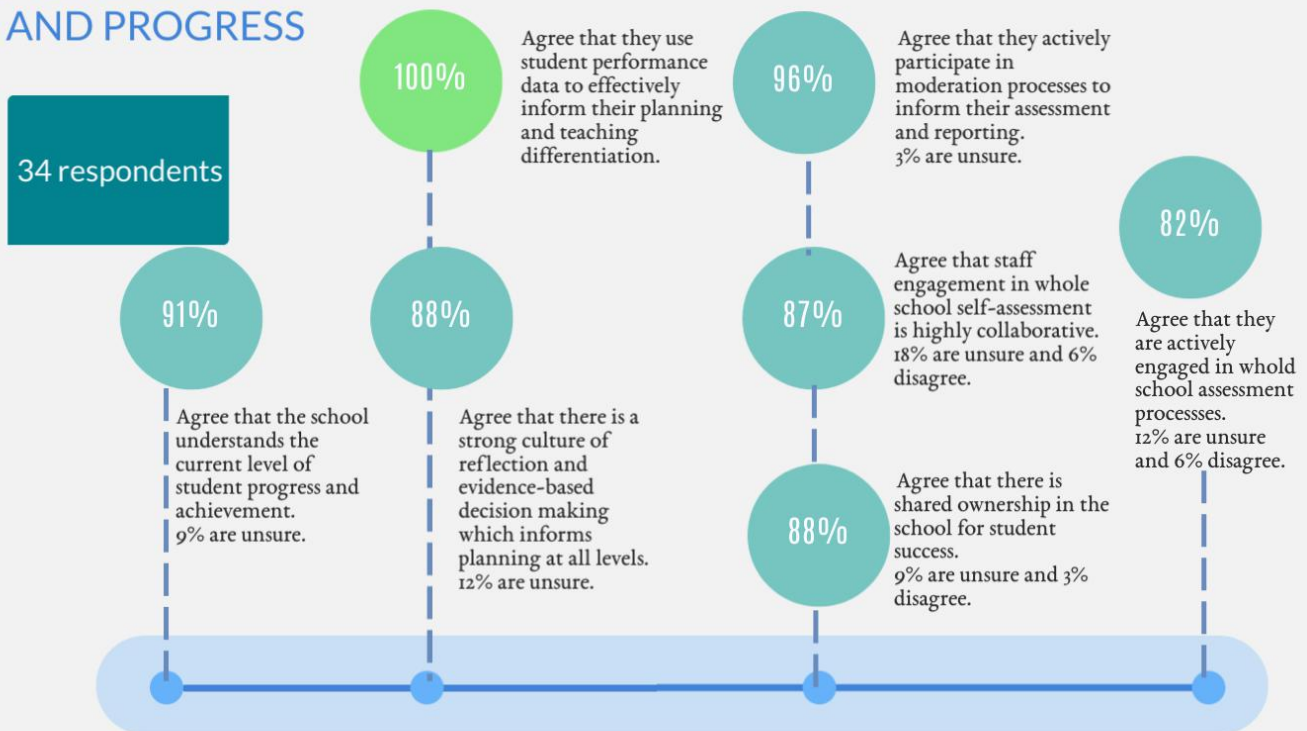 AND PROGRESS
34 respondents
100%
Agree that they use
student performance
data to effectively
inform their planning
and teaching
differentiation.
96%
Agree that they actively
participate in
moderation processes to
inform their assessment
and reporting.
3% are unsure.
91%
Agree that the school
understands the
current level of
student progress and
achievement.
9% are unsure.
88%
Agree that there is a
strong culture of
reflection and
evidence-based
decision making
which informs
planning at all levels.
12% are unsure.
87%
Agree that staff
engagement in whole
school self-assessment
is highly collaborative.
18% are unsure and 6%
disagree.
88%
Agree that there is
shared ownership in the
school for student
success.
9% are unsure and 3%
disagree.
82%
Agree that they
are actively
engaged in whold
school assessment
processses.
12% are unsure
and 6% disagree.